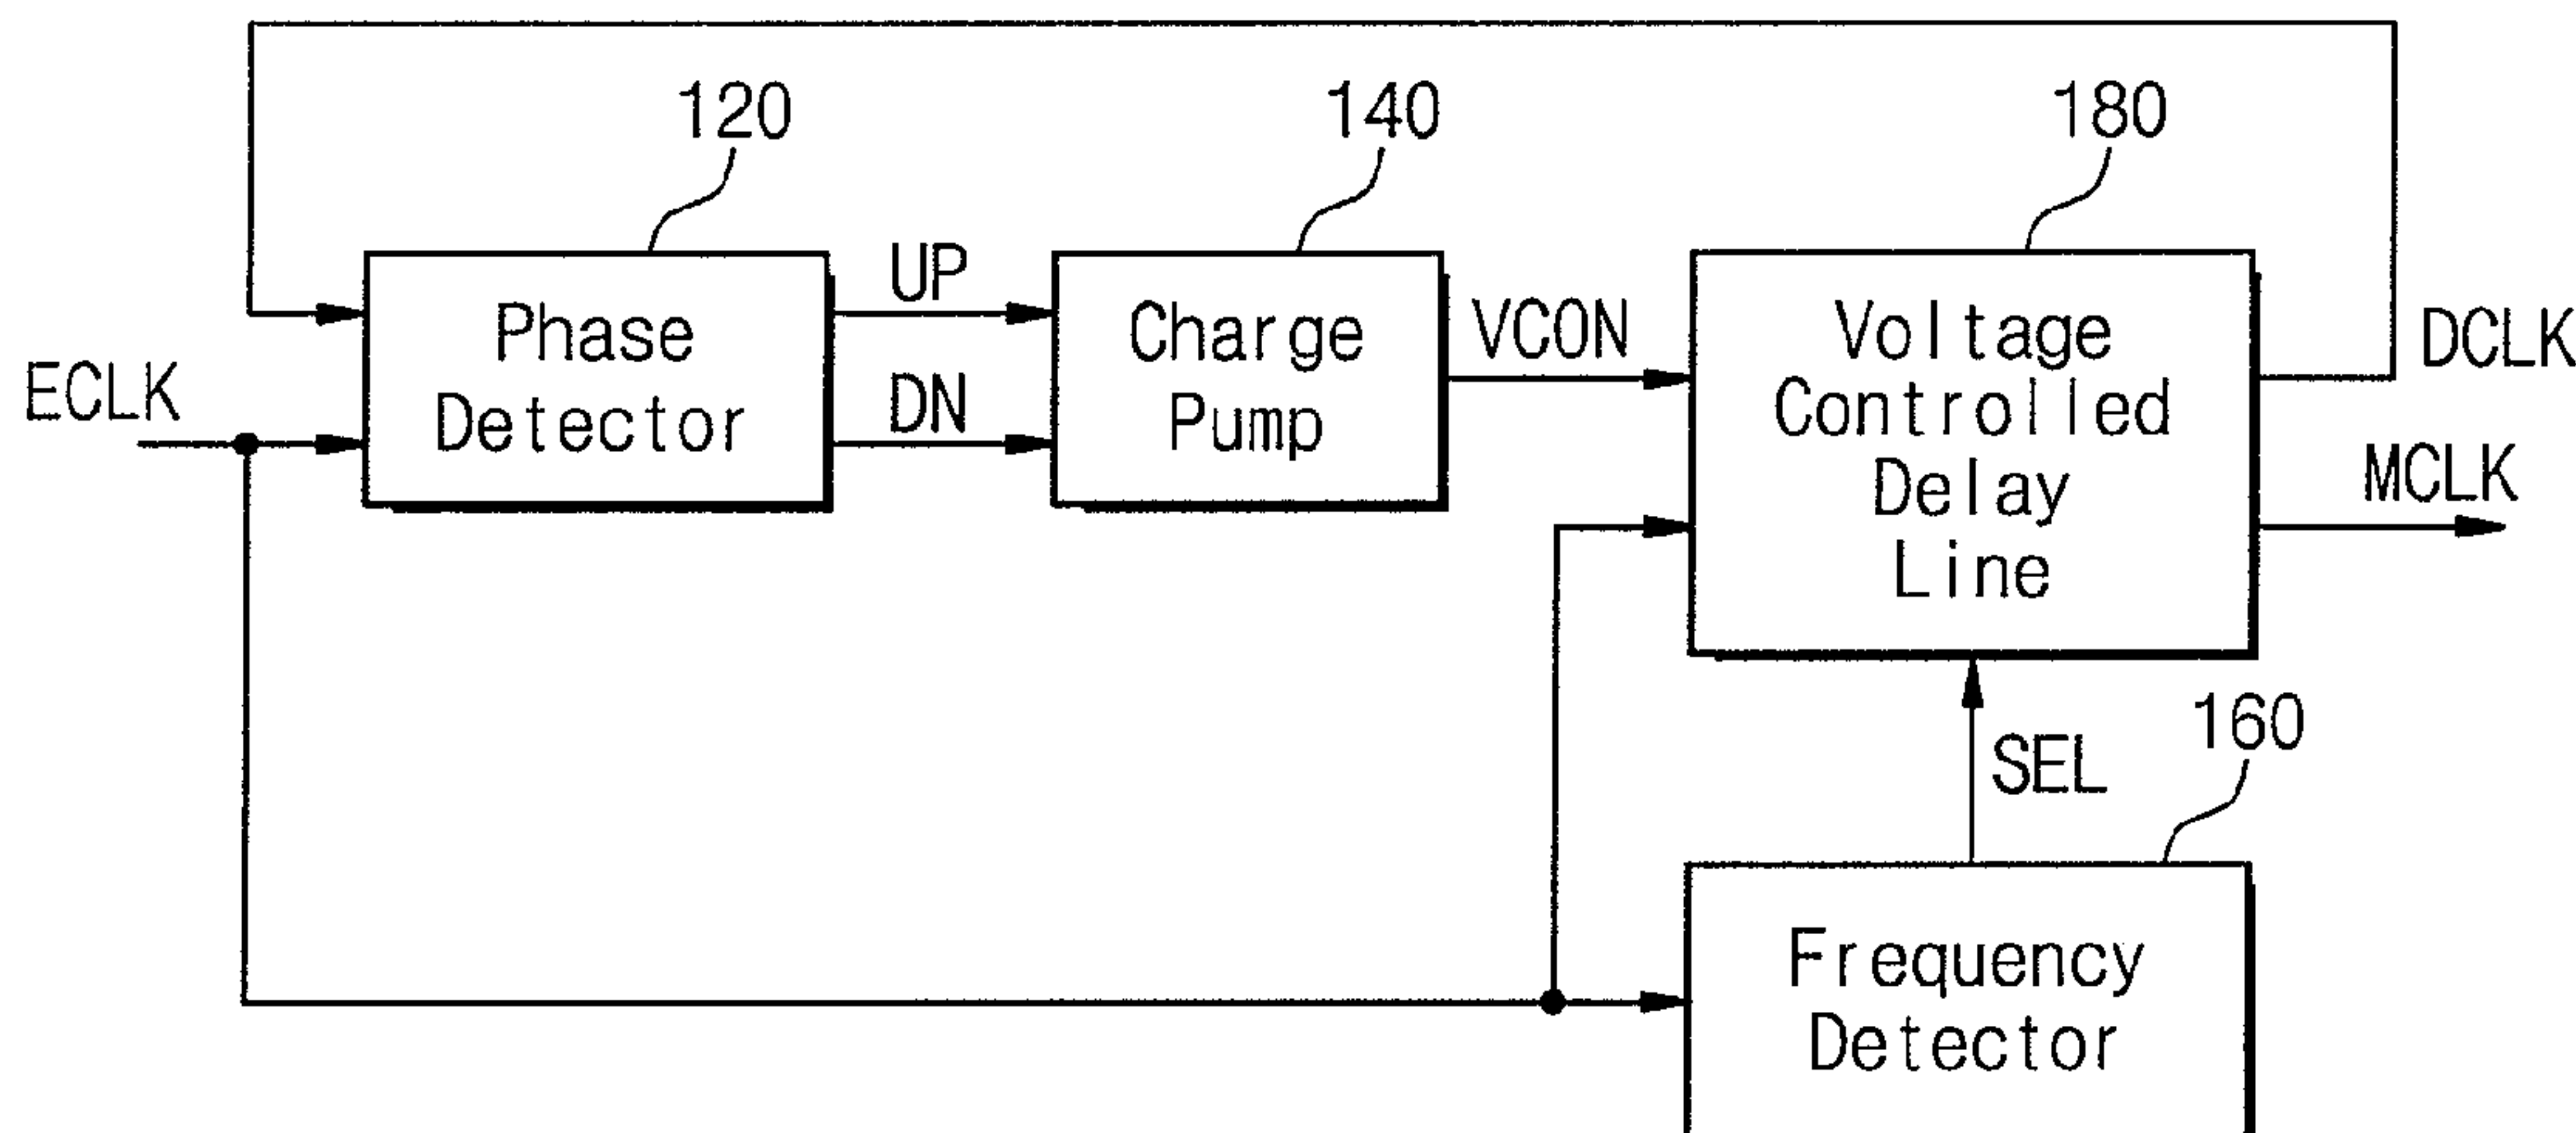 120
140
180
UP
Phase
Detector
ECLK
DN
Charge
Pump
VCON
Voltage
Controlled
Delay
Line
DCLK
MCLK
SEL
160
Frequency
Detector